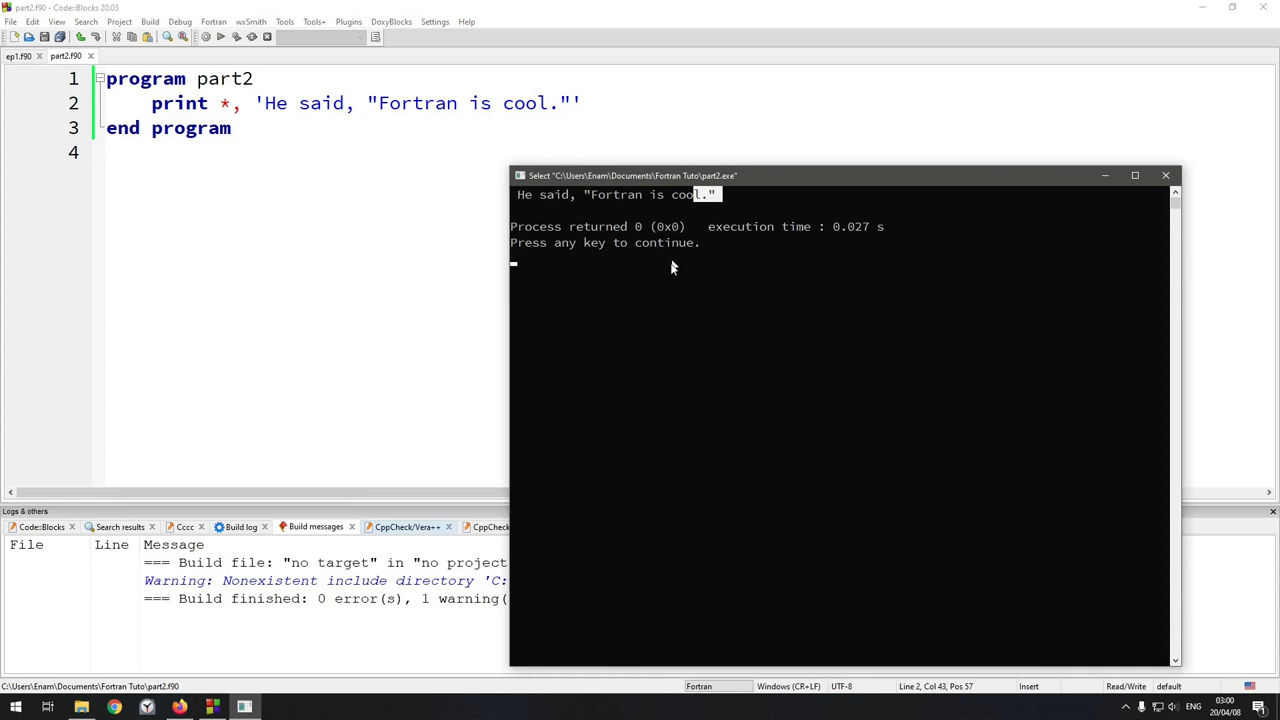 part2.f90 - Code::Blocks 20.03
File Edit View Search Project Build Debug Fortran wxSmith Tools Tools+ Plugins DoxyBlocks Settings Help
ep1.f90 part2.f90
1 program part2
2 print *, 'He said, "Fortran is cool."'
3 end program
4
Select "C:\Users\Enam\Documents\Fortran Tuto\part2.exe"
He said, "Fortran is cool."
Process returned 0 (0x0) execution time : 0.027 s
Press any key to continue.
Logs & others
Code::Blocks Search results Cccc Build log Build messages CppCheck/Vera++ CppCheck
File Line Message
=== Build file: "no target" in "no project
Warning: Nonexistent include directory 'C:
=== Build finished: 0 error(s), 1 warning(
C:\Users\Enam\Documents\Fortran Tuto\part2.f90 Fortran Windows (CR+LF) UTF-8 Line 2, Col 43, Pos 57 Insert Read/Write default
ENG 03:00
20/04/08